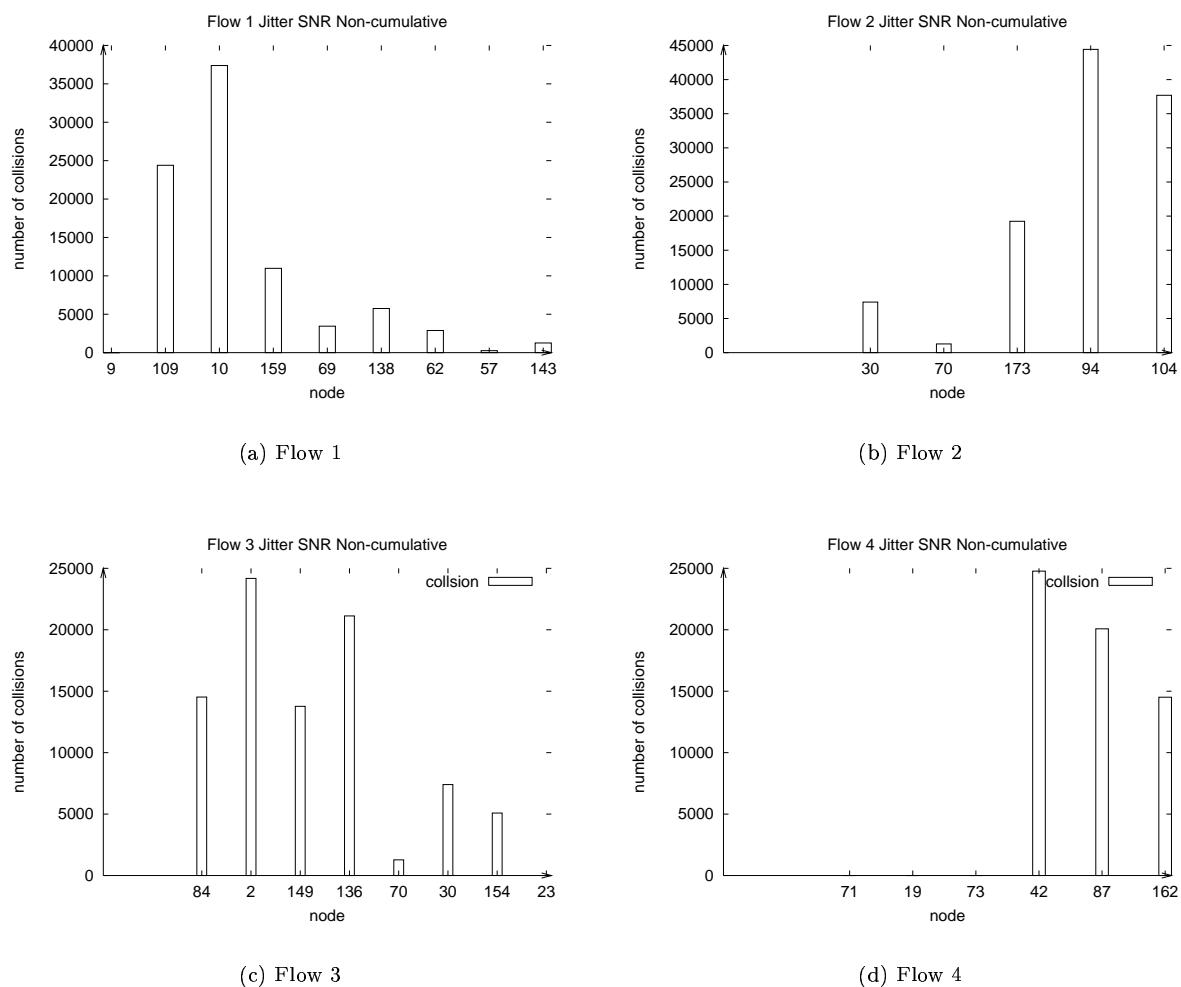 Flow 1 Jitter SNR Non-cumulative
40000
35000
30000
25000
20000
15000
10000
5000
0
number of collisions
9 109 10 159 69 138 62 57 143
node
(a) Flow 1
Flow 2 Jitter SNR Non-cumulative
45000
40000
35000
30000
25000
20000
15000
10000
5000
0
number of collisions
30 70 173 94 104
node
(b) Flow 2
Flow 3 Jitter SNR Non-cumulative
25000
20000
15000
10000
5000
0
number of collisions
collsion
84 2 149 136 70 30 154 23
node
(c) Flow 3
Flow 4 Jitter SNR Non-cumulative
25000
20000
15000
10000
5000
0
number of collisions
collsion
71 19 73 42 87 162
node
(d) Flow 4